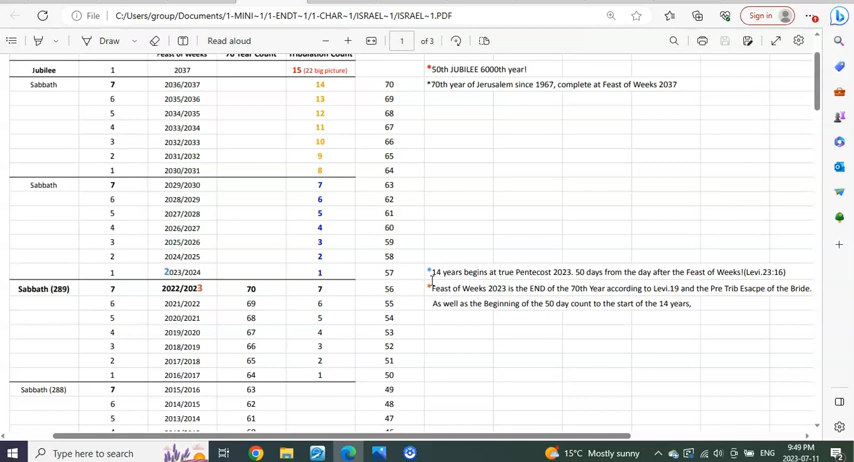 File C:/Users/group/Documents/1-MINI~1/1-ENDT~1/1-CHAR~1/ISRAEL~1/ISRAEL~1.PDF Sign in
Draw Read aloud 1 of 3
Feast of Weeks 70 Year Count Tribulation Count
Jubilee 1 2037 15 (22 big picture) *50th JUBILEE 6000th year!
Sabbath 7 2036/2037 14 70 *70th year of Jerusalem since 1967, complete at Feast of Weeks 2037
6 2035/2036 13 69
5 2034/2035 12 68
4 2033/2034 11 67
3 2032/2033 10 66
2 2031/2032 9 65
1 2030/2031 8 64
Sabbath 7 2029/2030 7 63
6 2028/2029 6 62
5 2027/2028 5 61
4 2026/2027 4 60
3 2025/2026 3 59
2 2024/2025 2 58
1 2023/2024 1 57 *14 years begins at true Pentecost 2023. 50 days from the day after the Feast of Weeks!(Levi.23:16)
Sabbath (289) 7 2022/2023 70 7 56 *Feast of Weeks 2023 is the END of the 70th Year according to Levi.19 and the Pre Trib Esacpe of the Bride.
6 2021/2022 69 6 55 As well as the Beginning of the 50 day count to the start of the 14 years,
5 2020/2021 68 5 54
4 2019/2020 67 4 53
3 2018/2019 66 3 52
2 2017/2018 65 2 51
1 2016/2017 64 1 50
Sabbath (288) 7 2015/2016 63 49
6 2014/2015 62 48
5 2013/2014 61 47
Type here to search 15°C Mostly sunny ENG 9:49 PM
2023-07-11